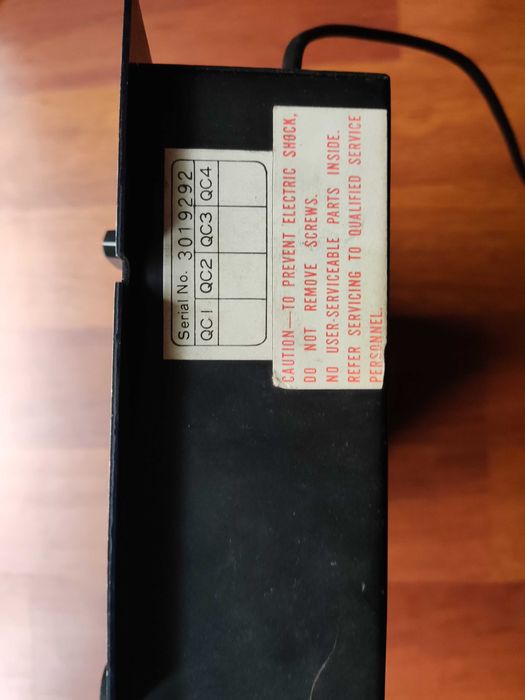 Serial No. 3019292
QC1 QC2 QC3 QC4
CAUTION—TO PREVENT ELECTRIC SHOCK,
DO NOT REMOVE SCREWS.
NO USER-SERVICEABLE PARTS INSIDE.
REFER SERVICING TO QUALIFIED SERVICE
PERSONNEL.